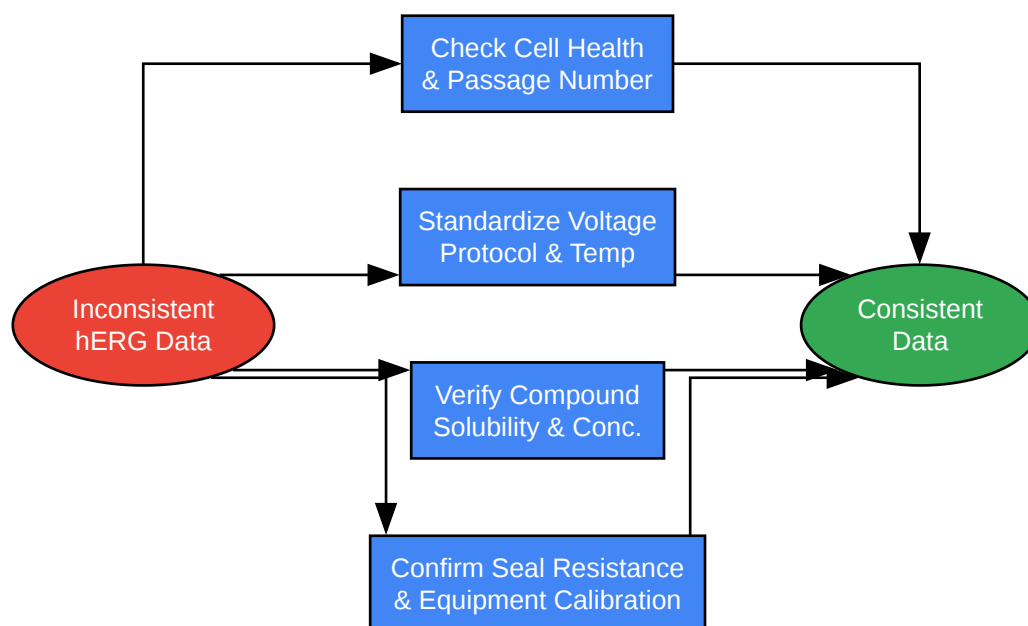 Check Cell Health
& Passage Number
Standardize Voltage
Protocol & Temp
Inconsistent
hERG Data
Consistent
Data
Verify Compound
Solubility & Conc.
Confirm Seal Resistance
& Equipment Calibration